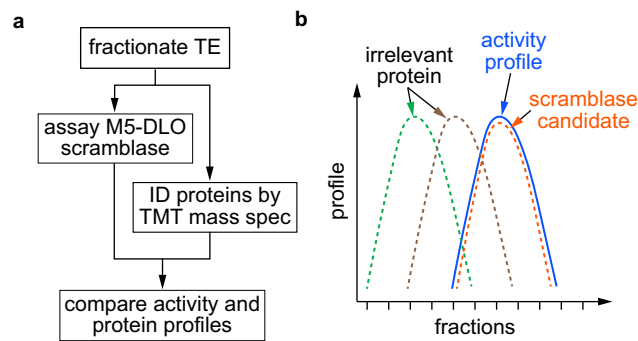 a
fractionate TE
assay M5-DLO
scramblase
ID proteins by
TMT mass spec
compare activity and
protein profiles
b
irrelevant
protein
activity
profile
scramblase
candidate
profile
fractions